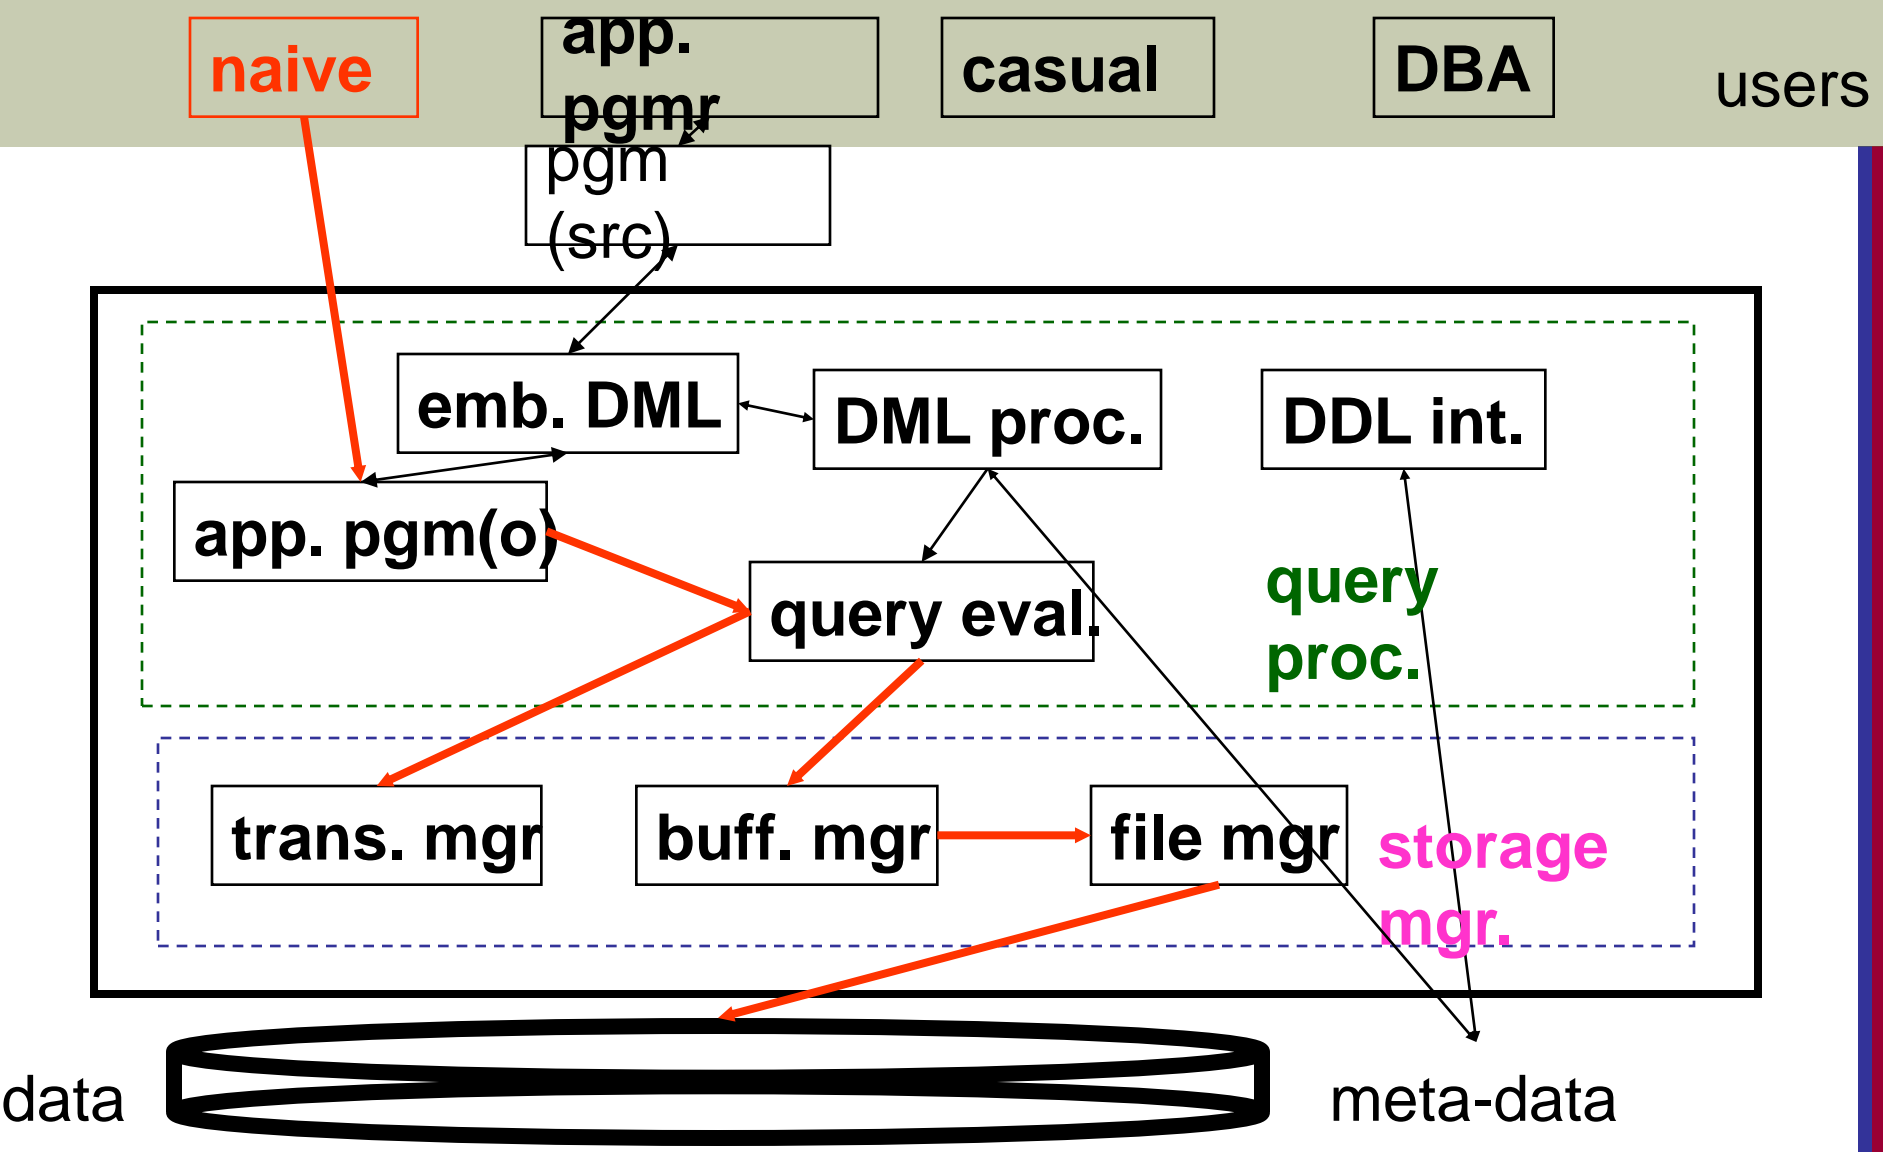 naive
app.
pgmr
casual
DBA
users
pgm
(src)
emb. DML
DML proc.
DDL int.
app. pgm(o)
query eval.
query
proc.
trans. mgr
buff. mgr
file mgr
storage
mgr.
data
meta-data